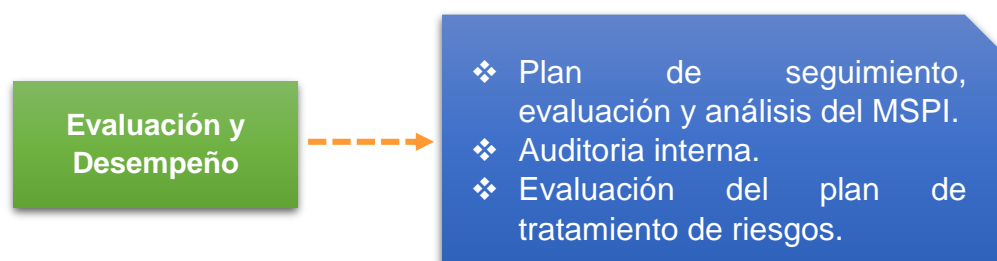 Evaluación y
Desempeño
❖ Plan de seguimiento,
evaluación y análisis del MSPI.
❖ Auditoria interna.
❖ Evaluación del plan de
tratamiento de riesgos.